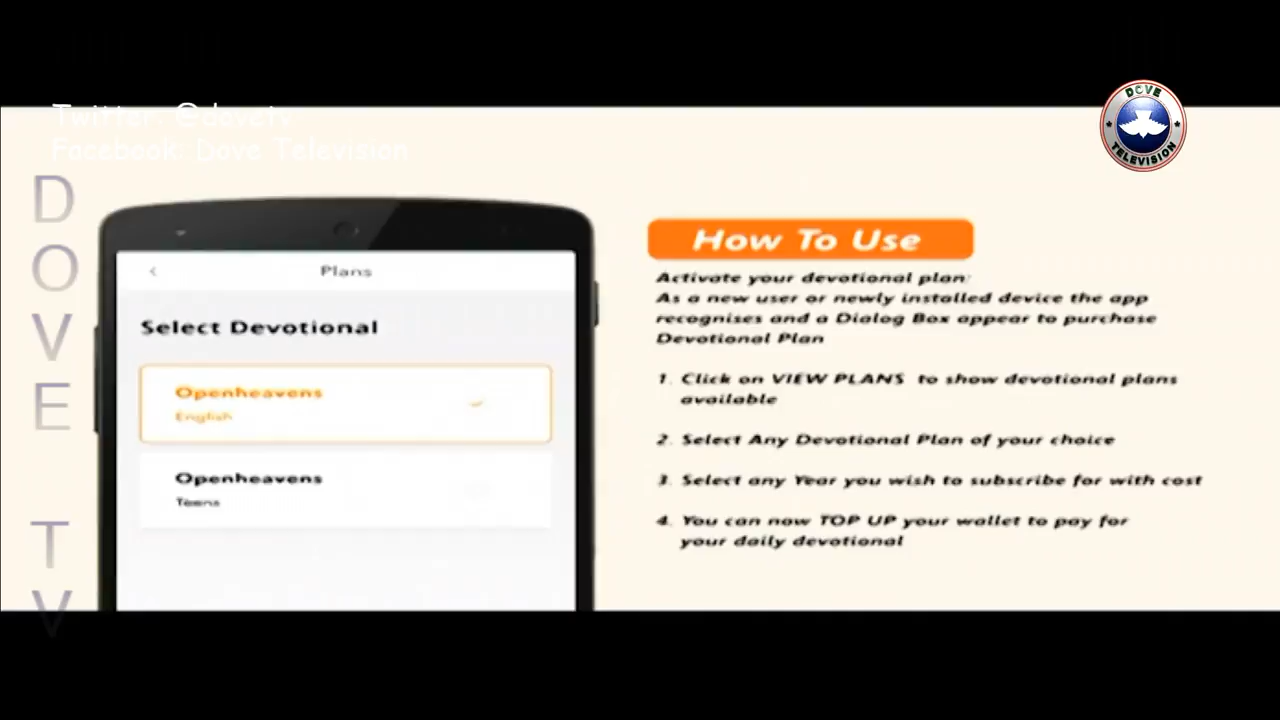 Twitter: @dovetv
Facebook: Dove Television
DOVE TV
DOVE
TELEVISION
Plans
Select Devotional
Openheavens
English
Openheavens
Teens
How To Use
Activate your devotional plan:
As a new user or newly installed device the app
recognises and a Dialog Box appear to purchase
Devotional Plan
1. Click on VIEW PLANS to show devotional plans
available
2. Select Any Devotional Plan of your choice
3. Select any Year you wish to subscribe for with cost
4. You can now TOP UP your wallet to pay for
your daily devotional